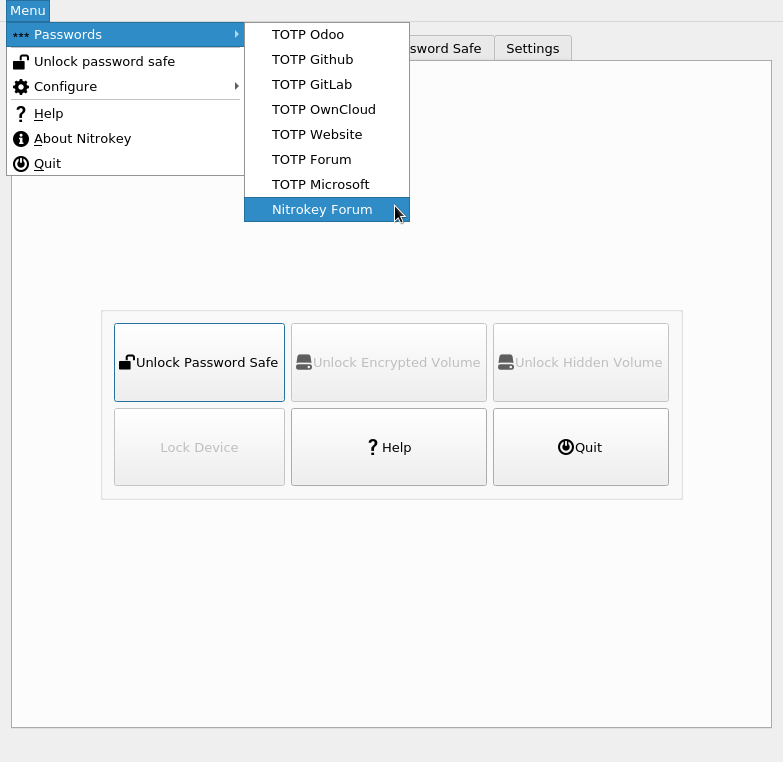 Menu
Passwords
Unlock password safe
Configure
Help
About Nitrokey
Quit
TOTP Odoo
TOTP Github
TOTP GitLab
TOTP OwnCloud
TOTP Website
TOTP Forum
TOTP Microsoft
Nitrokey Forum
Safe
Settings
Unlock Password Safe
Unlock Encrypted Volume
Unlock Hidden Volume
Lock Device
? Help
Quit